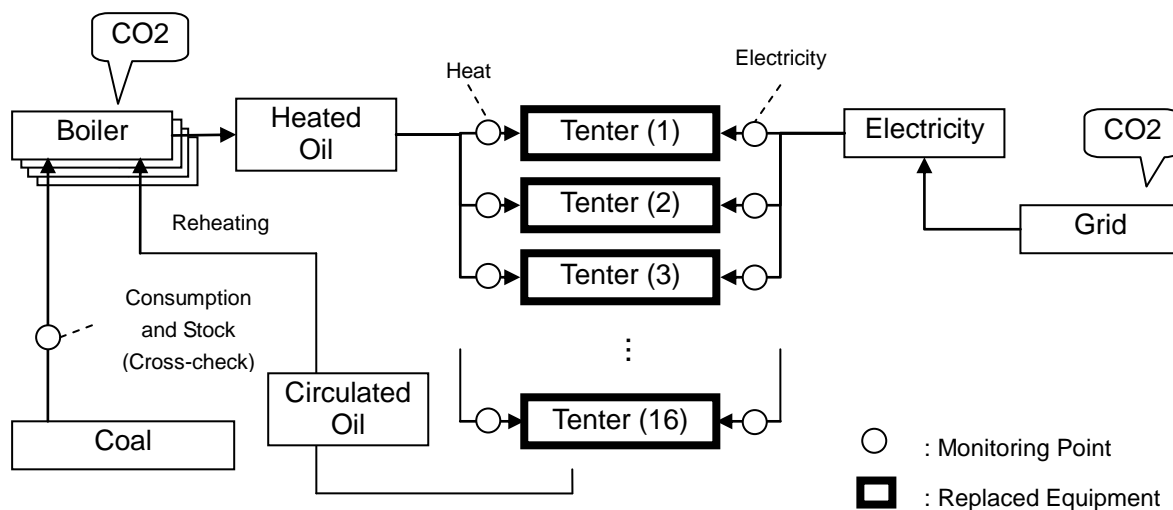 CO2
Boiler
Heated
Oil
Heat
Electricity
Tenter (1)
Electricity
CO2
Tenter (2)
Grid
Reheating
Tenter (3)
Consumption
and Stock
(Cross-check)
⋮
Circulated
Oil
Tenter (16)
Coal
: Monitoring Point
: Replaced Equipment